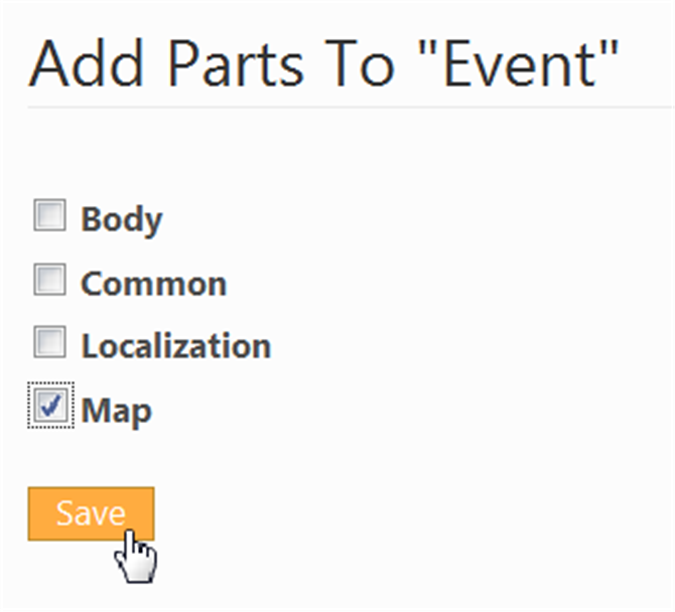 Add Parts To "Event"
Body
Common
Localization
Map
Save